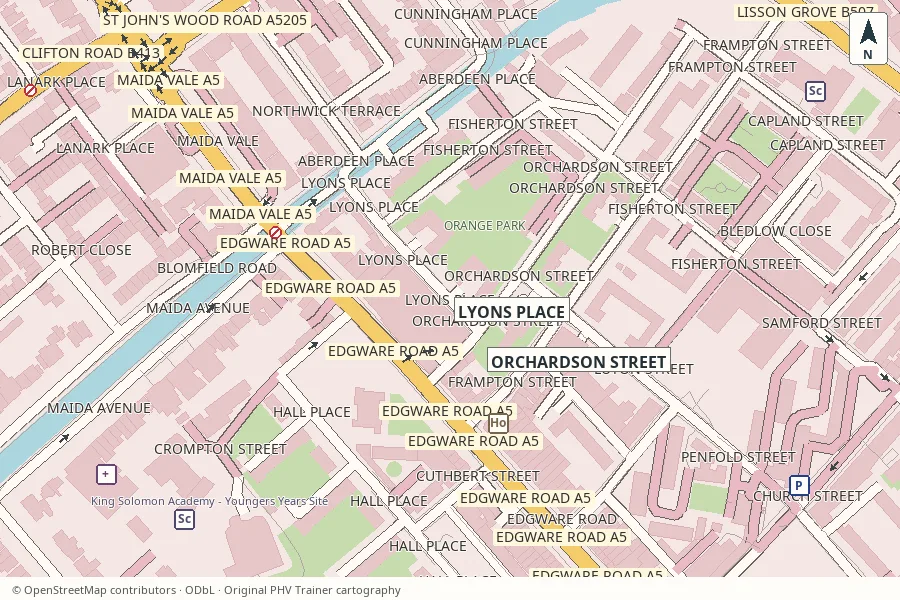 ST JOHN'S WOOD ROAD A5205
CUNNINGHAM PLACE
LISSON GROVE B507
CLIFTON ROAD B413
CUNNINGHAM PLACE
FRAMPTON STREET
N
LANARK PLACE
MAIDA VALE A5
ABERDEEN PLACE
FRAMPTON STREET
Sc
MAIDA VALE A5
NORTHWICK TERRACE
FISHERTON STREET
CAPLAND STREET
LANARK PLACE
MAIDA VALE
ABERDEEN PLACE
FISHERTON STREET
CAPLAND STREET
MAIDA VALE A5
LYONS PLACE
ORCHARDSON STREET
ORCHARDSON STREET
MAIDA VALE A5
LYONS PLACE
ORANGE PARK
FISHERTON STREET
ROBERT CLOSE
EDGWARE ROAD A5
BLEDLOW CLOSE
BLOMFIELD ROAD
LYONS PLACE
FISHERTON STREET
EDGWARE ROAD A5
ORCHARDSON STREET
MAIDA AVENUE
LYONS PLACE
LYONS PLACE
ORCHARDSON STREET
SAMFORD STREET
EDGWARE ROAD A5
ORCHARDSON STREET
STREET
FRAMPTON STREET
MAIDA AVENUE
HALL PLACE
EDGWARE ROAD A5
Ho
CROMPTON STREET
EDGWARE ROAD A5
PENFOLD STREET
CUTHBERT STREET
P
King Solomon Academy - Youngers Years Site
HALL PLACE
EDGWARE ROAD A5
CHURCH STREET
Sc
EDGWARE ROAD
EDGWARE ROAD A5
HALL PLACE
HALL PLACE
EDGWARE ROAD A5
© OpenStreetMap contributors · ODbL · Original PHV Trainer cartography